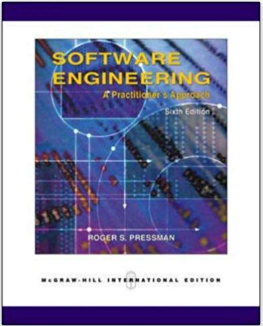 SOFTWARE
ENGINEERING
A Practitioner's Approach
Sixth Edition
ROGER S. PRESSMAN
McGRAW-HILL INTERNATIONAL EDITION